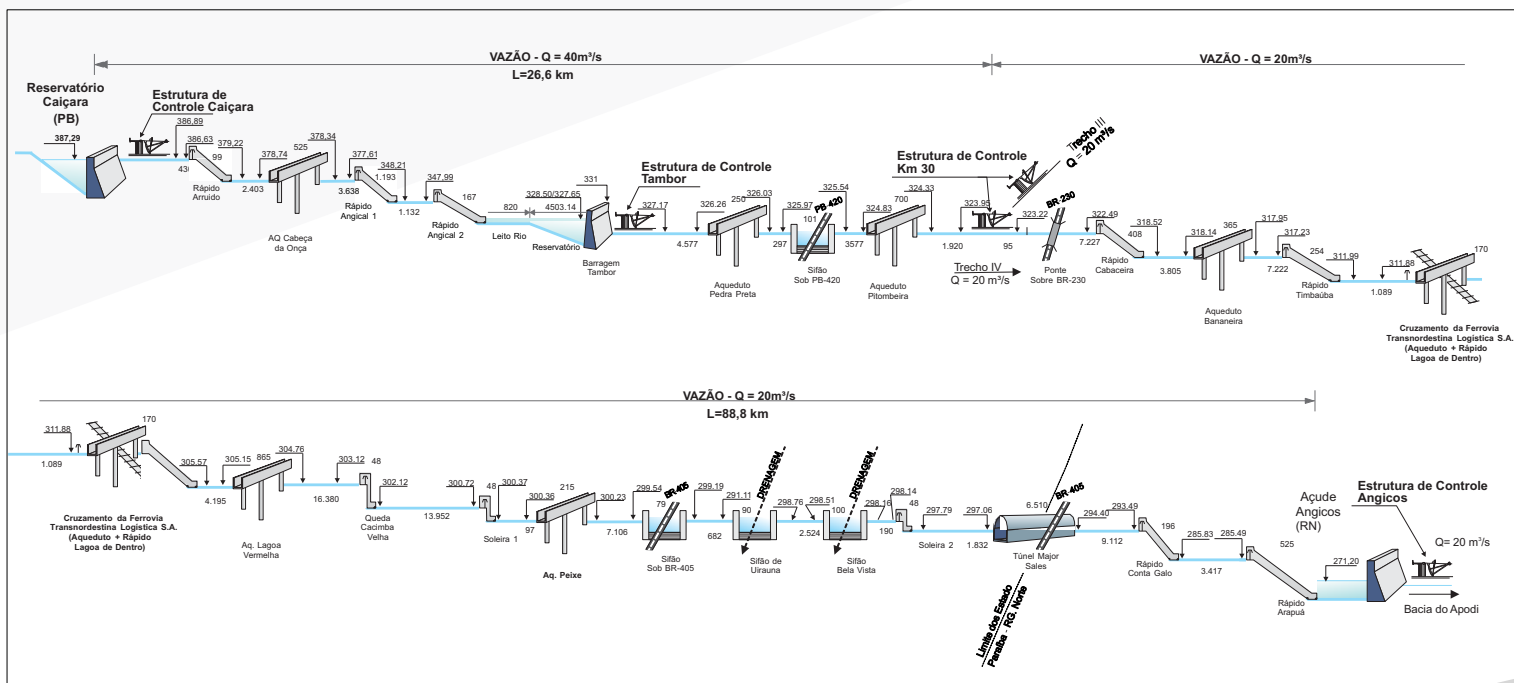 VAZÃO - Q = 40m³/s
L=26,6 km
VAZÃO - Q = 20m³/s
Reservatório
Caiçara
(PB)
387,29
Estrutura de
Controle Caiçara
386,89
386,63
430
99
Rápido
Arruido
379,22
2.403
378,74
525
AQ Cabeça
da Onça
378,34
3.638
377,61
1.193
Rápido
Angical 1
348,21
1.132
347,99
167
Rápido
Angical 2
820
Leito Rio
328.50/327.65
4503.14
Reservatório
331
Barragem
Tambor
Estrutura de Controle
Tambor
327.17
4.577
326.26
250
Aqueduto
Pedra Preta
326.03
297
325.97
101
PB-420
Sifão
Sob PB-420
325.54
3577
324.83
700
Aqueduto
Pitombeira
324.33
1.920
Estrutura de Controle
Km 30
323.95
Trecho III
Q = 20 m³/s
95
Trecho IV
Q = 20 m³/s
323.22
BR-230
Ponte
Sobre BR-230
7.227
322,49
408
Rápido
Cabaceira
318.52
3.805
318.14
365
Aqueduto
Bananeira
317.95
7.222
317.23
254
Rápido
Timbaúba
311.99
1.089
311.88
170
Cruzamento da Ferrovia
Transnordestina Logística S.A.
(Aqueduto + Rápido
Lagoa de Dentro)
VAZÃO - Q = 20m³/s
L=88,8 km
311.88
1.089
170
Cruzamento da Ferrovia
Transnordestina Logística S.A.
(Aqueduto + Rápido
Lagoa de Dentro)
305.57
4.195
305.15
865
Aq. Lagoa
Vermelha
304.76
16.380
303.12
48
Queda
Cacimba
Velha
302.12
13.952
300.72
48
Soleira 1
300.37
97
300.36
215
Aq. Peixe
300.23
7.106
299.54
79
BR-405
Sifão
Sob BR-405
299.19
682
291.11
90
DRENAGEM
Sifão de
Uirauna
298.76
2.524
298.51
100
DRENAGEM
Sifão
Bela Vista
298.16
190
298.14
48
Soleira 2
297.79
1.832
297.06
6.510
BR-405
Túnel Major
Sales
Limite dos Estado
Paraíba - RG. Norte
294.40
9.112
293.49
196
Rápido
Conta Galo
285.83
3.417
285.49
525
Rápido
Arapuá
271,20
Açude
Angicos
(RN)
Estrutura de Controle
Angicos
Q= 20 m³/s
Bacia do Apodi